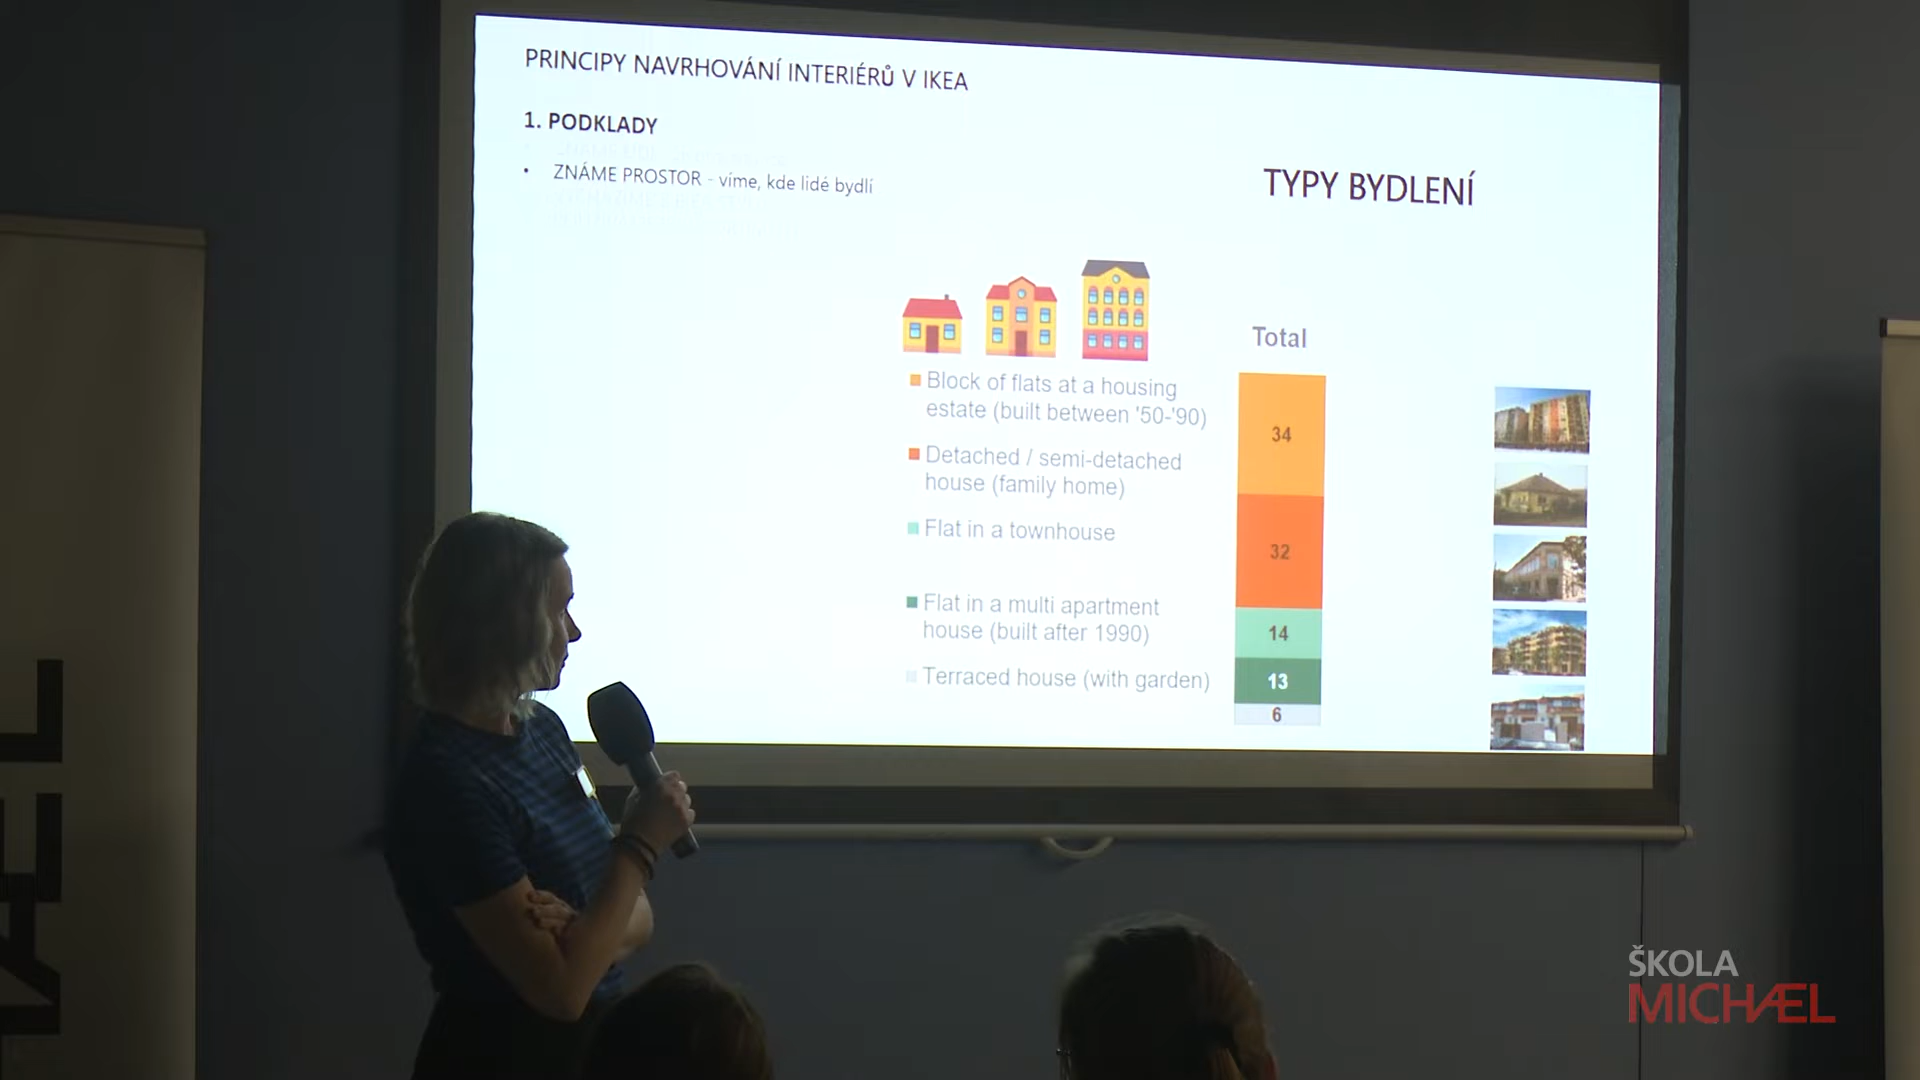 PRINCIPY NAVRHOVÁNÍ INTERIÉRŮ V IKEA
1. PODKLADY
• ZNÁME PROSTOR - víme, kde lidé bydlí
TYPY BYDLENÍ
Total
Block of flats at a housing
estate (built between '50-'90)
Detached / semi-detached
house (family home)
Flat in a townhouse
Flat in a multi apartment
house (built after 1990)
Terraced house (with garden)
34
32
14
13
6
ŠKOLA
MICHAEL